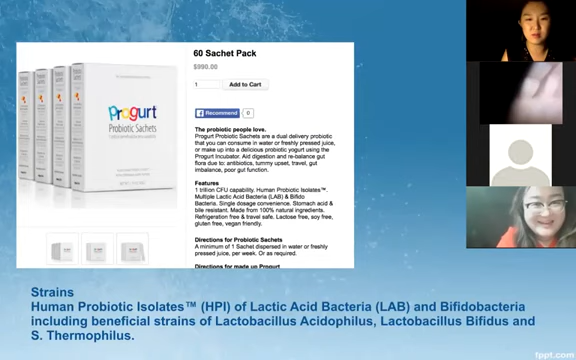 60 Sachet Pack
$990.00
1 Add to Cart
Recommend 0
The probiotic people love.
Progurt Probiotic Sachets are a dual delivery probiotic
that you can consume in water or freshly pressed juice,
or make up into a delicious probiotic yogurt using the
Progurt Incubator. Aid digestion and re-balance gut
flora due to: antibiotics, tummy upset, travel, gut
imbalance, poor gut function.
Features
1 trillion CFU capability. Human Probiotic Isolates™.
Multiple Lactic Acid Bacteria (LAB) & Bifido
Bacteria. Single dosage convenience. Stomach acid &
bile resistant. Made from 100% natural ingredients.
Refrigeration free & travel safe. Lactose free, soy free,
gluten free, vegan friendly.
Directions for Probiotic Sachets
A minimum of 1 Sachet dispersed in water or freshly
pressed juice, per week. Or as required.
Directions for made up Progurt
Progurt
Probiotic Sachets
Strains
Human Probiotic Isolates™ (HPI) of Lactic Acid Bacteria (LAB) and Bifidobacteria
including beneficial strains of Lactobacillus Acidophilus, Lactobacillus Bifidus and
S. Thermophilus.
fppt.com